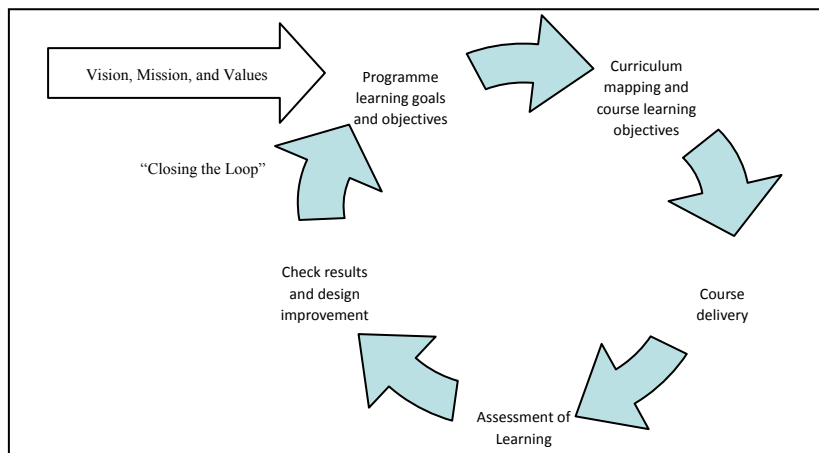 Vision, Mission, and Values
Programme
learning goals
and objectives
Curriculum
mapping and
course learning
objectives
“Closing the Loop”
Check results
and design
improvement
Course
delivery
Assessment of
Learning